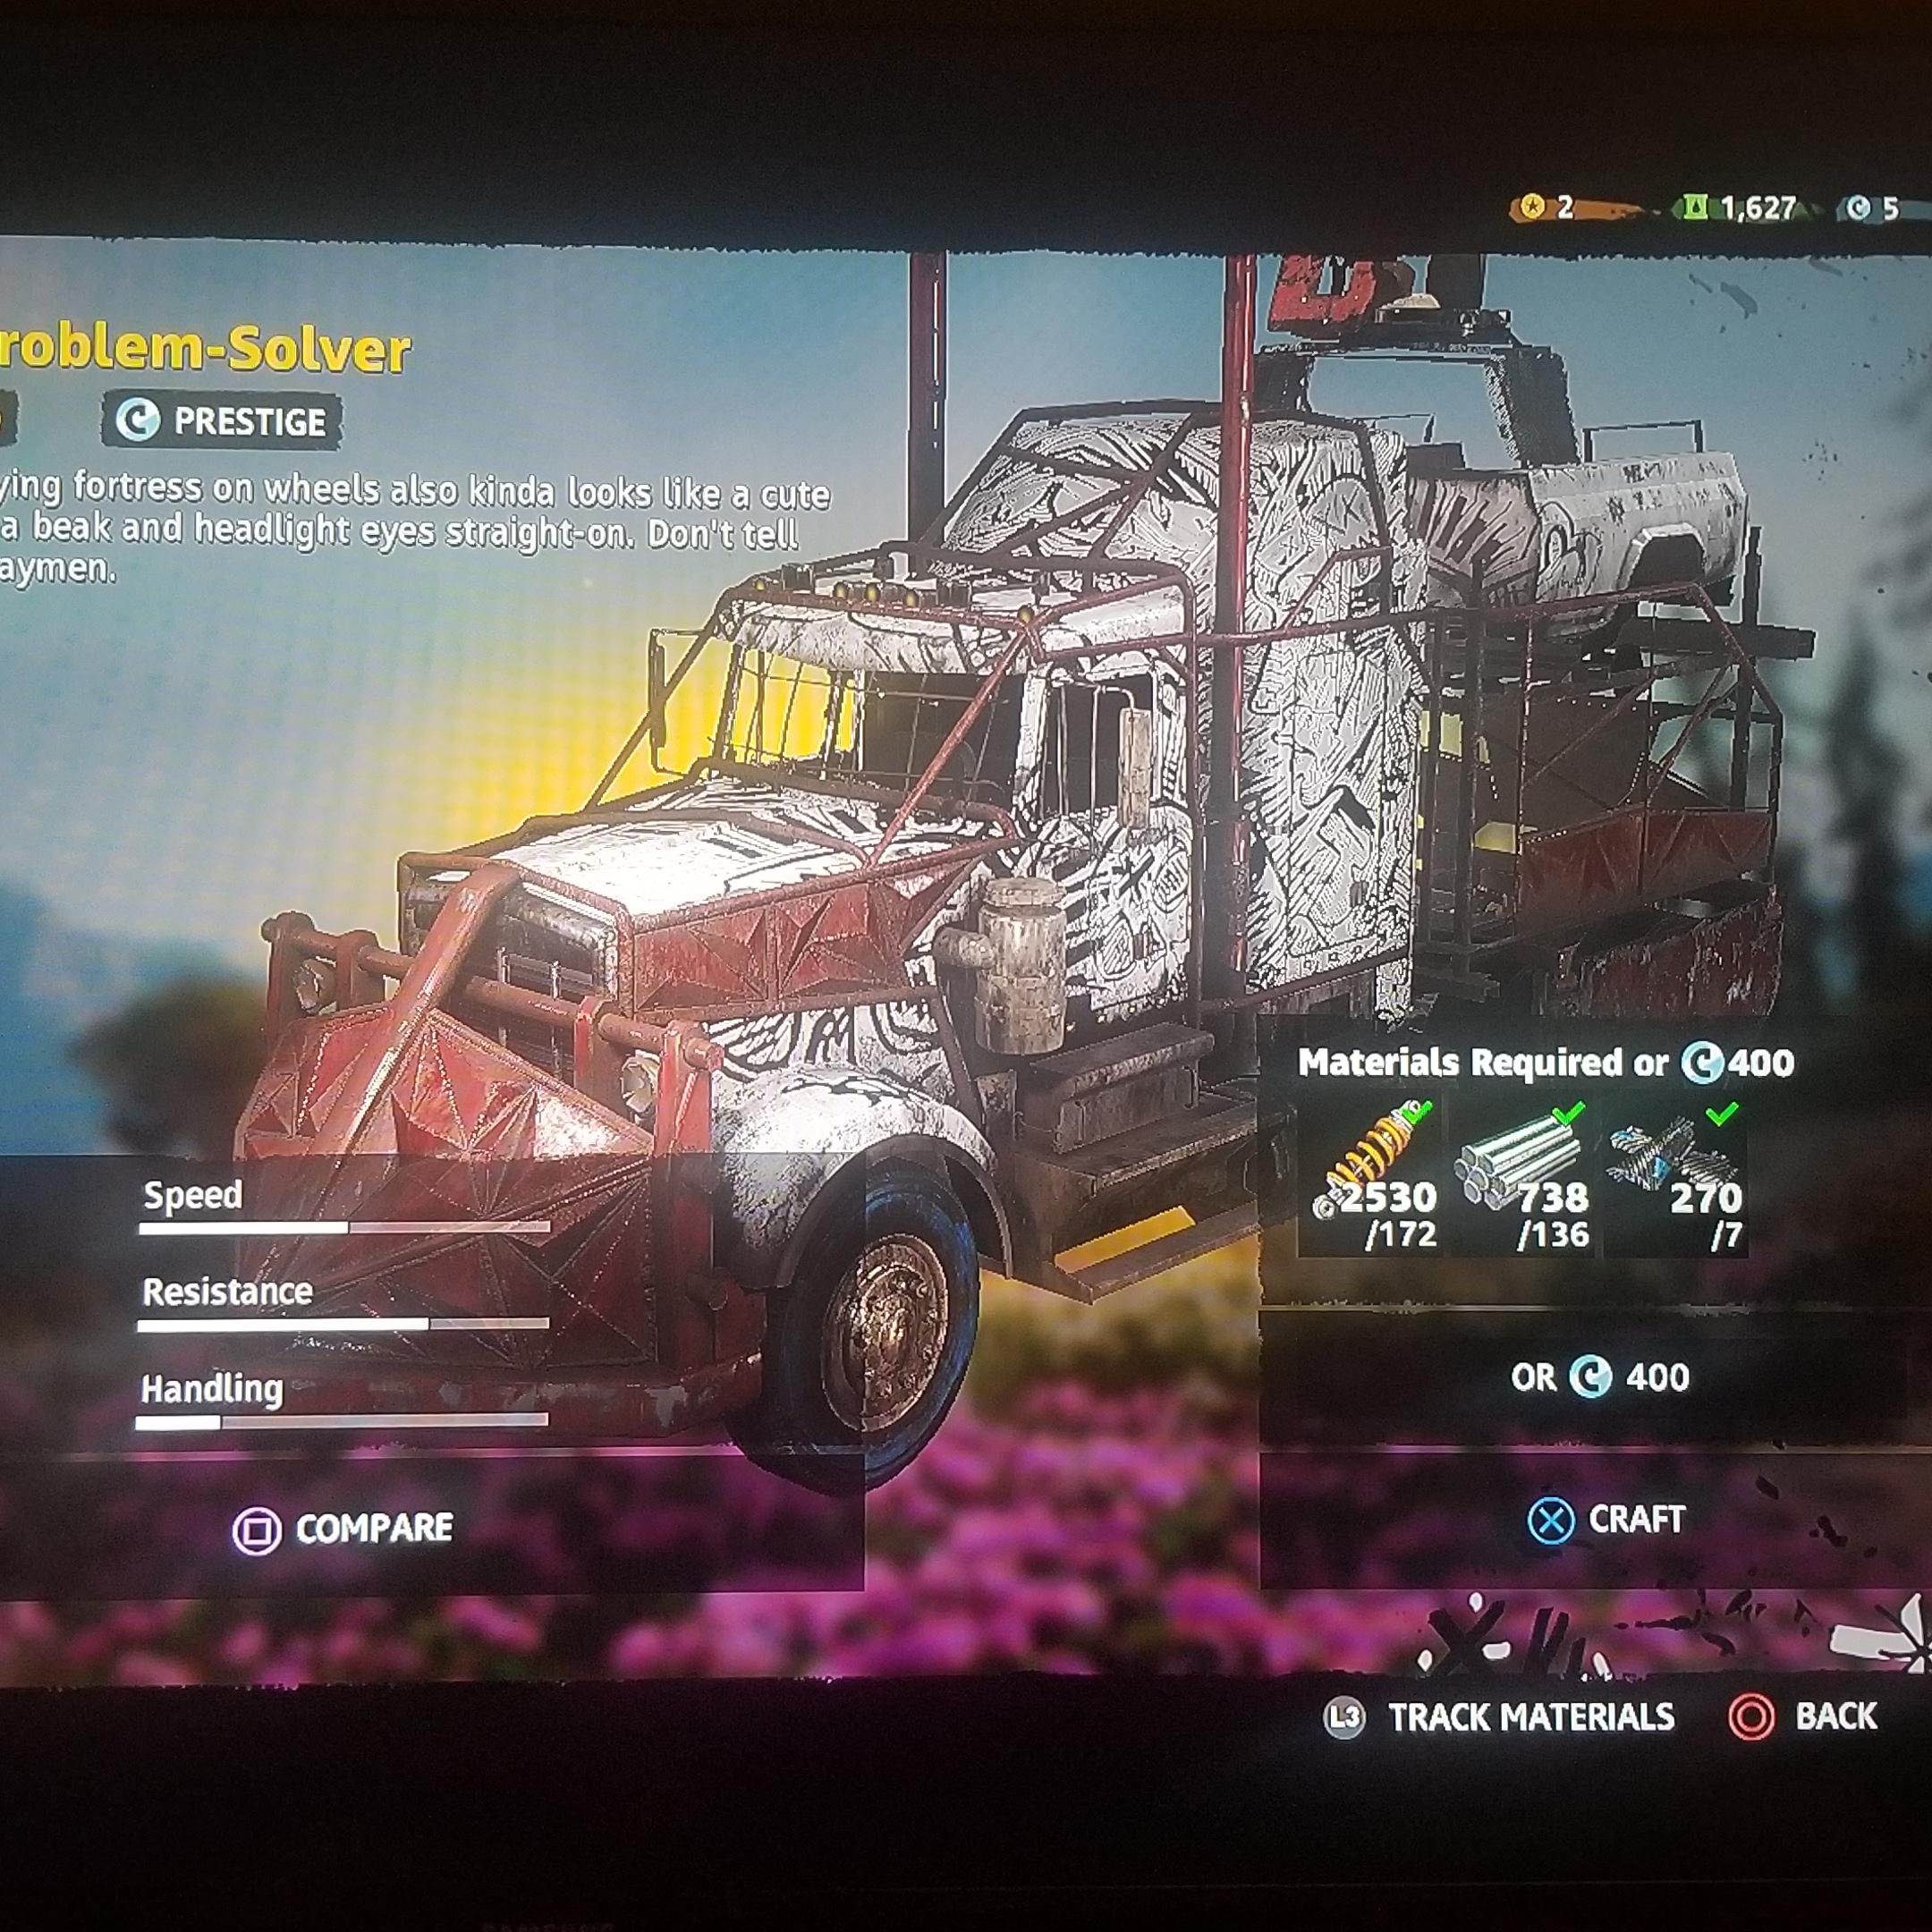 2 1,627 5
roblem-Solver
PRESTIGE
ying fortress on wheels also kinda looks like a cute
a beak and headlight eyes straight-on. Don't tell
aymen.
Materials Required or 400
2530 738 270
/172 /136 /7
Speed
Resistance
Handling
OR 400
COMPARE
CRAFT
L3 TRACK MATERIALS BACK